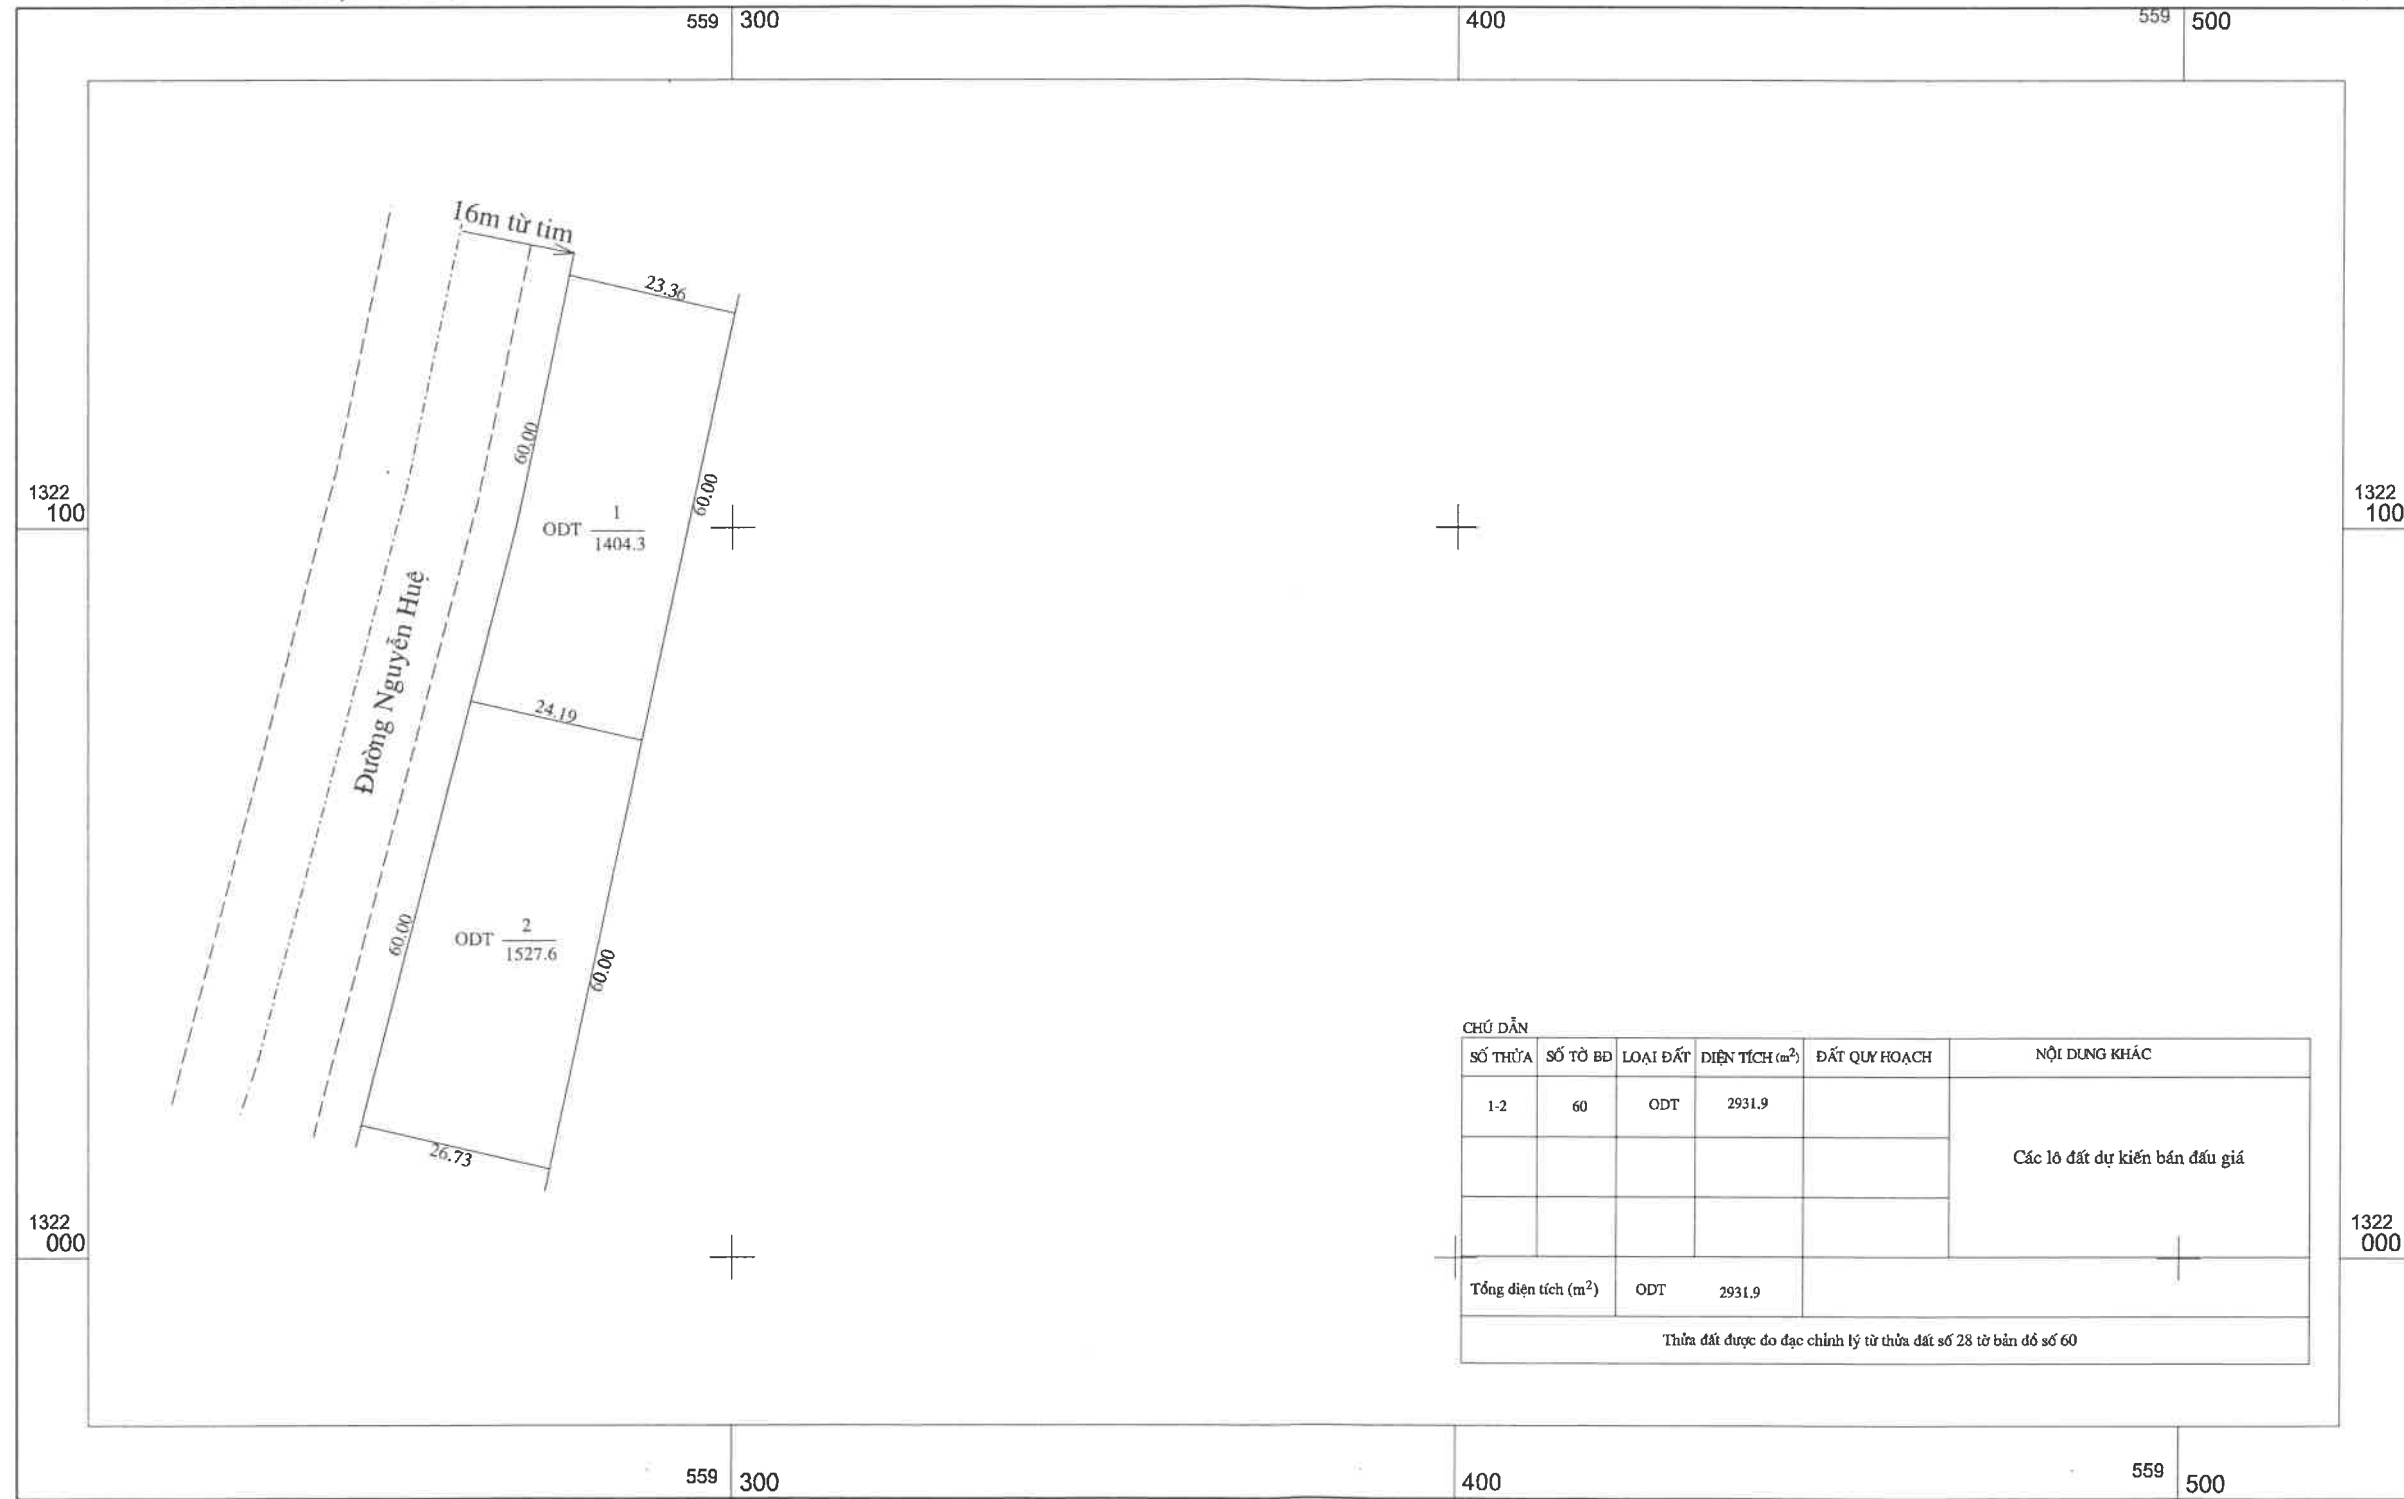 559 300
400
559 500
16m từ tim
23.36
60.00
60.00
1322
100
1322
100
ODT 1
1404.3
Đường Nguyễn Huệ
24.19
60.00
60.00
ODT 2
1527.6
26.73
CHÚ DẪN
SỐ THỬA SỐ TỜ BĐ LOẠI ĐẤT DIỆN TÍCH (m²) ĐẤT QUY HOẠCH NỘI DUNG KHÁC
1-2 60 ODT 2931.9
Các lô đất dự kiến bán đấu giá
1322
000
1322
000
Tổng diện tích (m²) ODT 2931.9
Thửa đất được đo đạc chỉnh lý từ thửa đất số 28 tờ bản đồ số 60
559 300
400
559 500